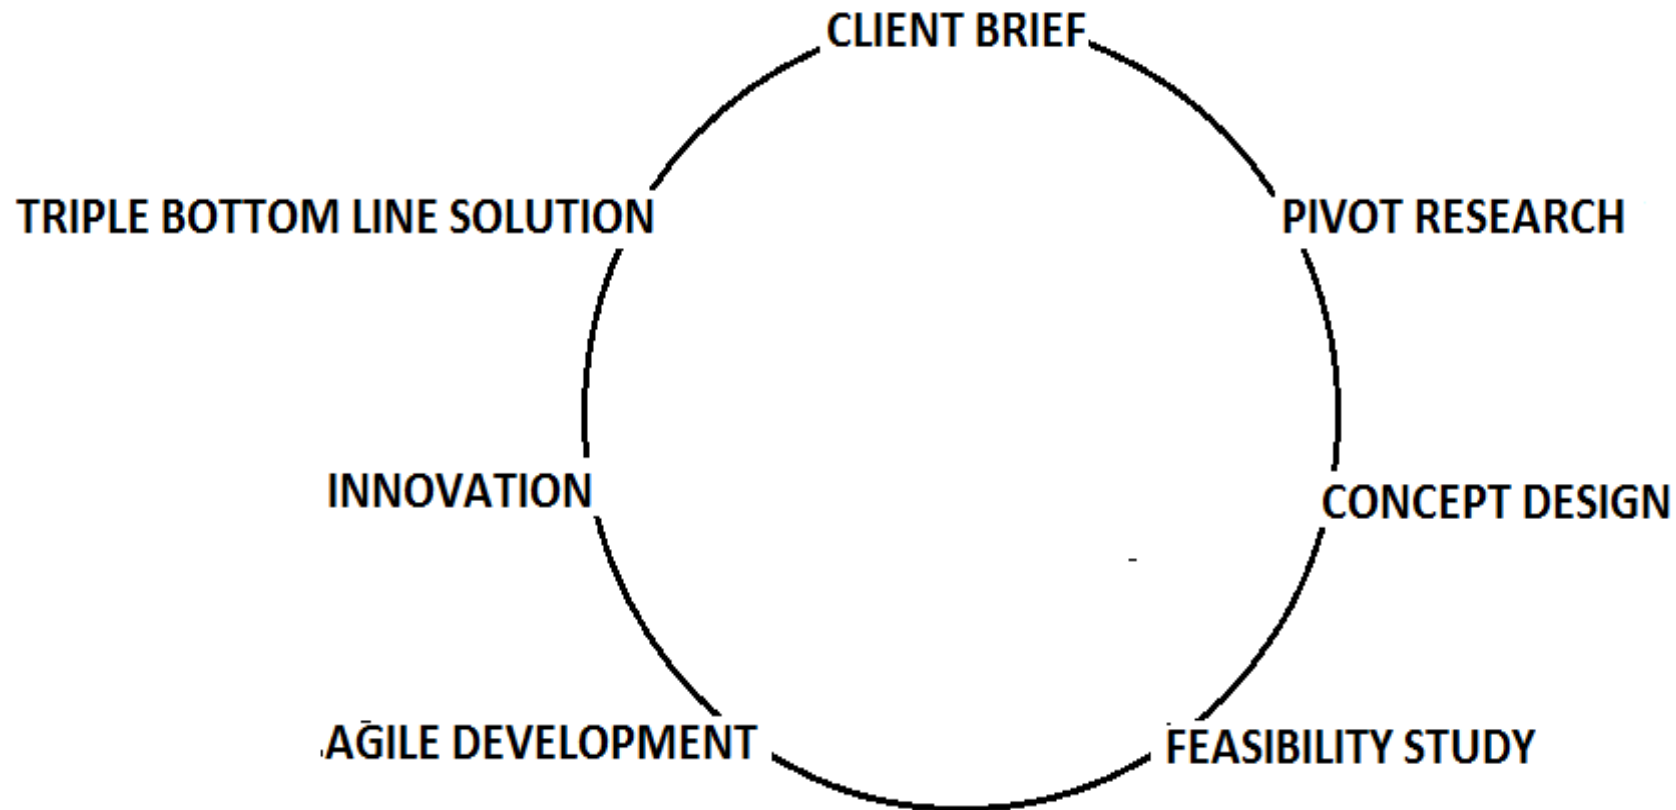 CLIENT BRIEF
TRIPLE BOTTOM LINE SOLUTION
PIVOT RESEARCH
INNOVATION
CONCEPT DESIGN
AGILE DEVELOPMENT
FEASIBILITY STUDY